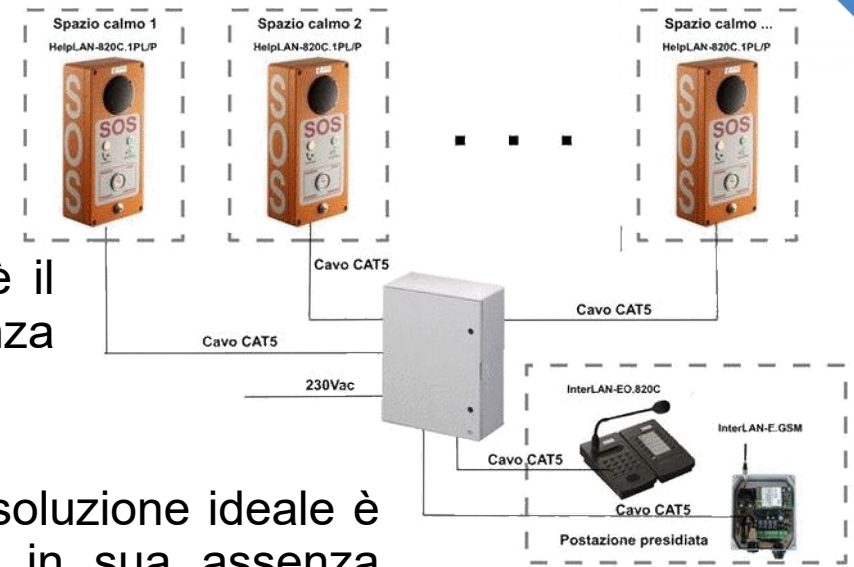 Spazio calmo 1
HelpLAN-820C.1PL/P
Spazio calmo 2
HelpLAN-820C.1PL/P
Spazio calmo ...
HelpLAN-820C.1PL/P
SOS
SOS
SOS
SOS
SOS
SOS
è il
Cavo CAT5
Cavo CAT5
Cavo CAT5
230Vac
InterLAN-EO.820C
InterLAN-E.GSM
Cavo CAT5
soluzione ideale è
Cavo CAT5
Postazione presidiata
in sua assenza